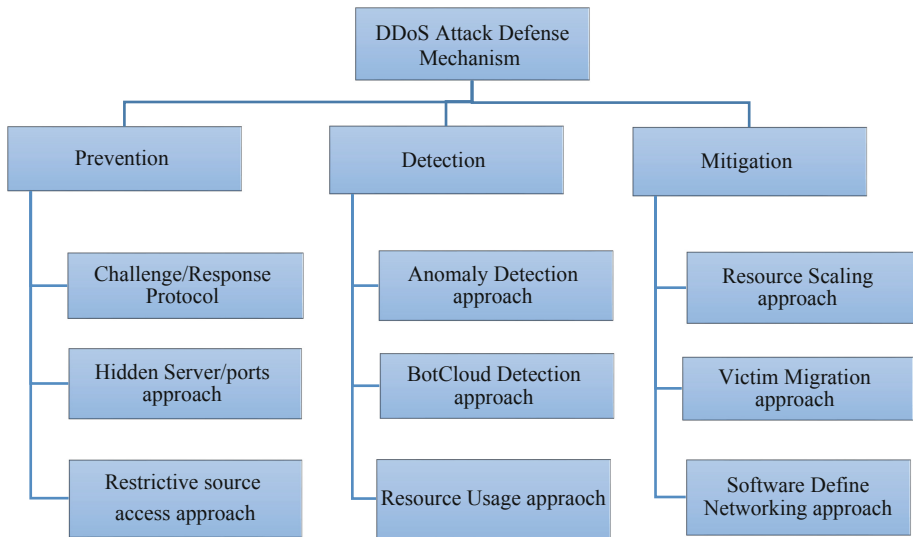 DDoS Attack Defense
Mechanism
Prevention
Detection
Mitigation
Challenge/Response
Protocol
Hidden Server/ports
approach
Restrictive source
access approach
Anomaly Detection
approach
BotCloud Detection
approach
Resource Usage appraoch
Resource Scaling
approach
Victim Migration
approach
Software Define
Networking approach